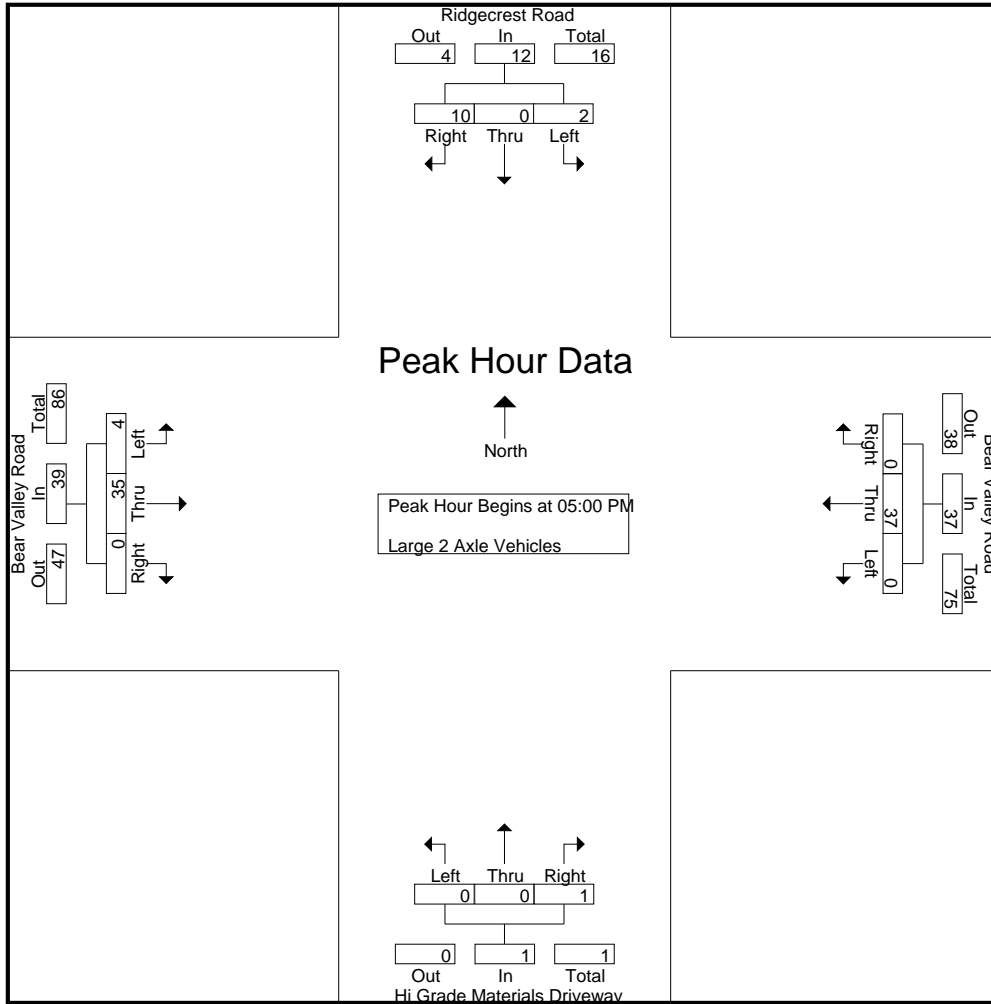 Ridgecrest Road
Out In Total
4 12 16
10 0 2
Right Thru Left
Peak Hour Data
North
Peak Hour Begins at 05:00 PM
Large 2 Axle Vehicles
Bear Valley Road
Total In Out
86 39 47
4 35 0
Left Thru Right
Bear Valley Road
Out In Total
38 37 75
0 37 0
Right Thru Left
Left Thru Right
0 0 1
0 1 1
Out In Total
Hi Grade Materials Driveway